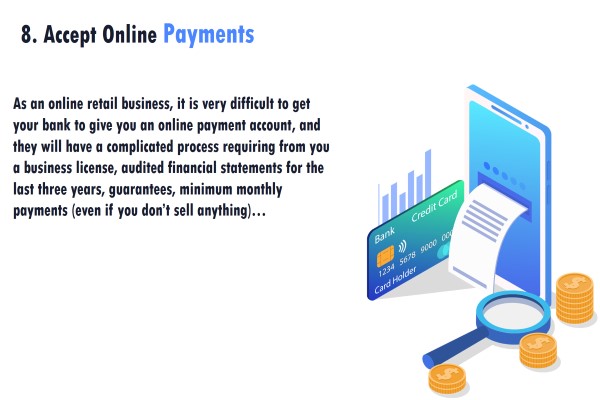 8. Accept Online Payments
As an online retail business, it is very difficult to get
your bank to give you an online payment account, and
they will have a complicated process requiring from you
a business license, audited financial statements for the
last three years, guarantees, minimum monthly
payments (even if you don't sell anything)...
Credit Card
Bank
1234 5678 9000 000
Card Holder